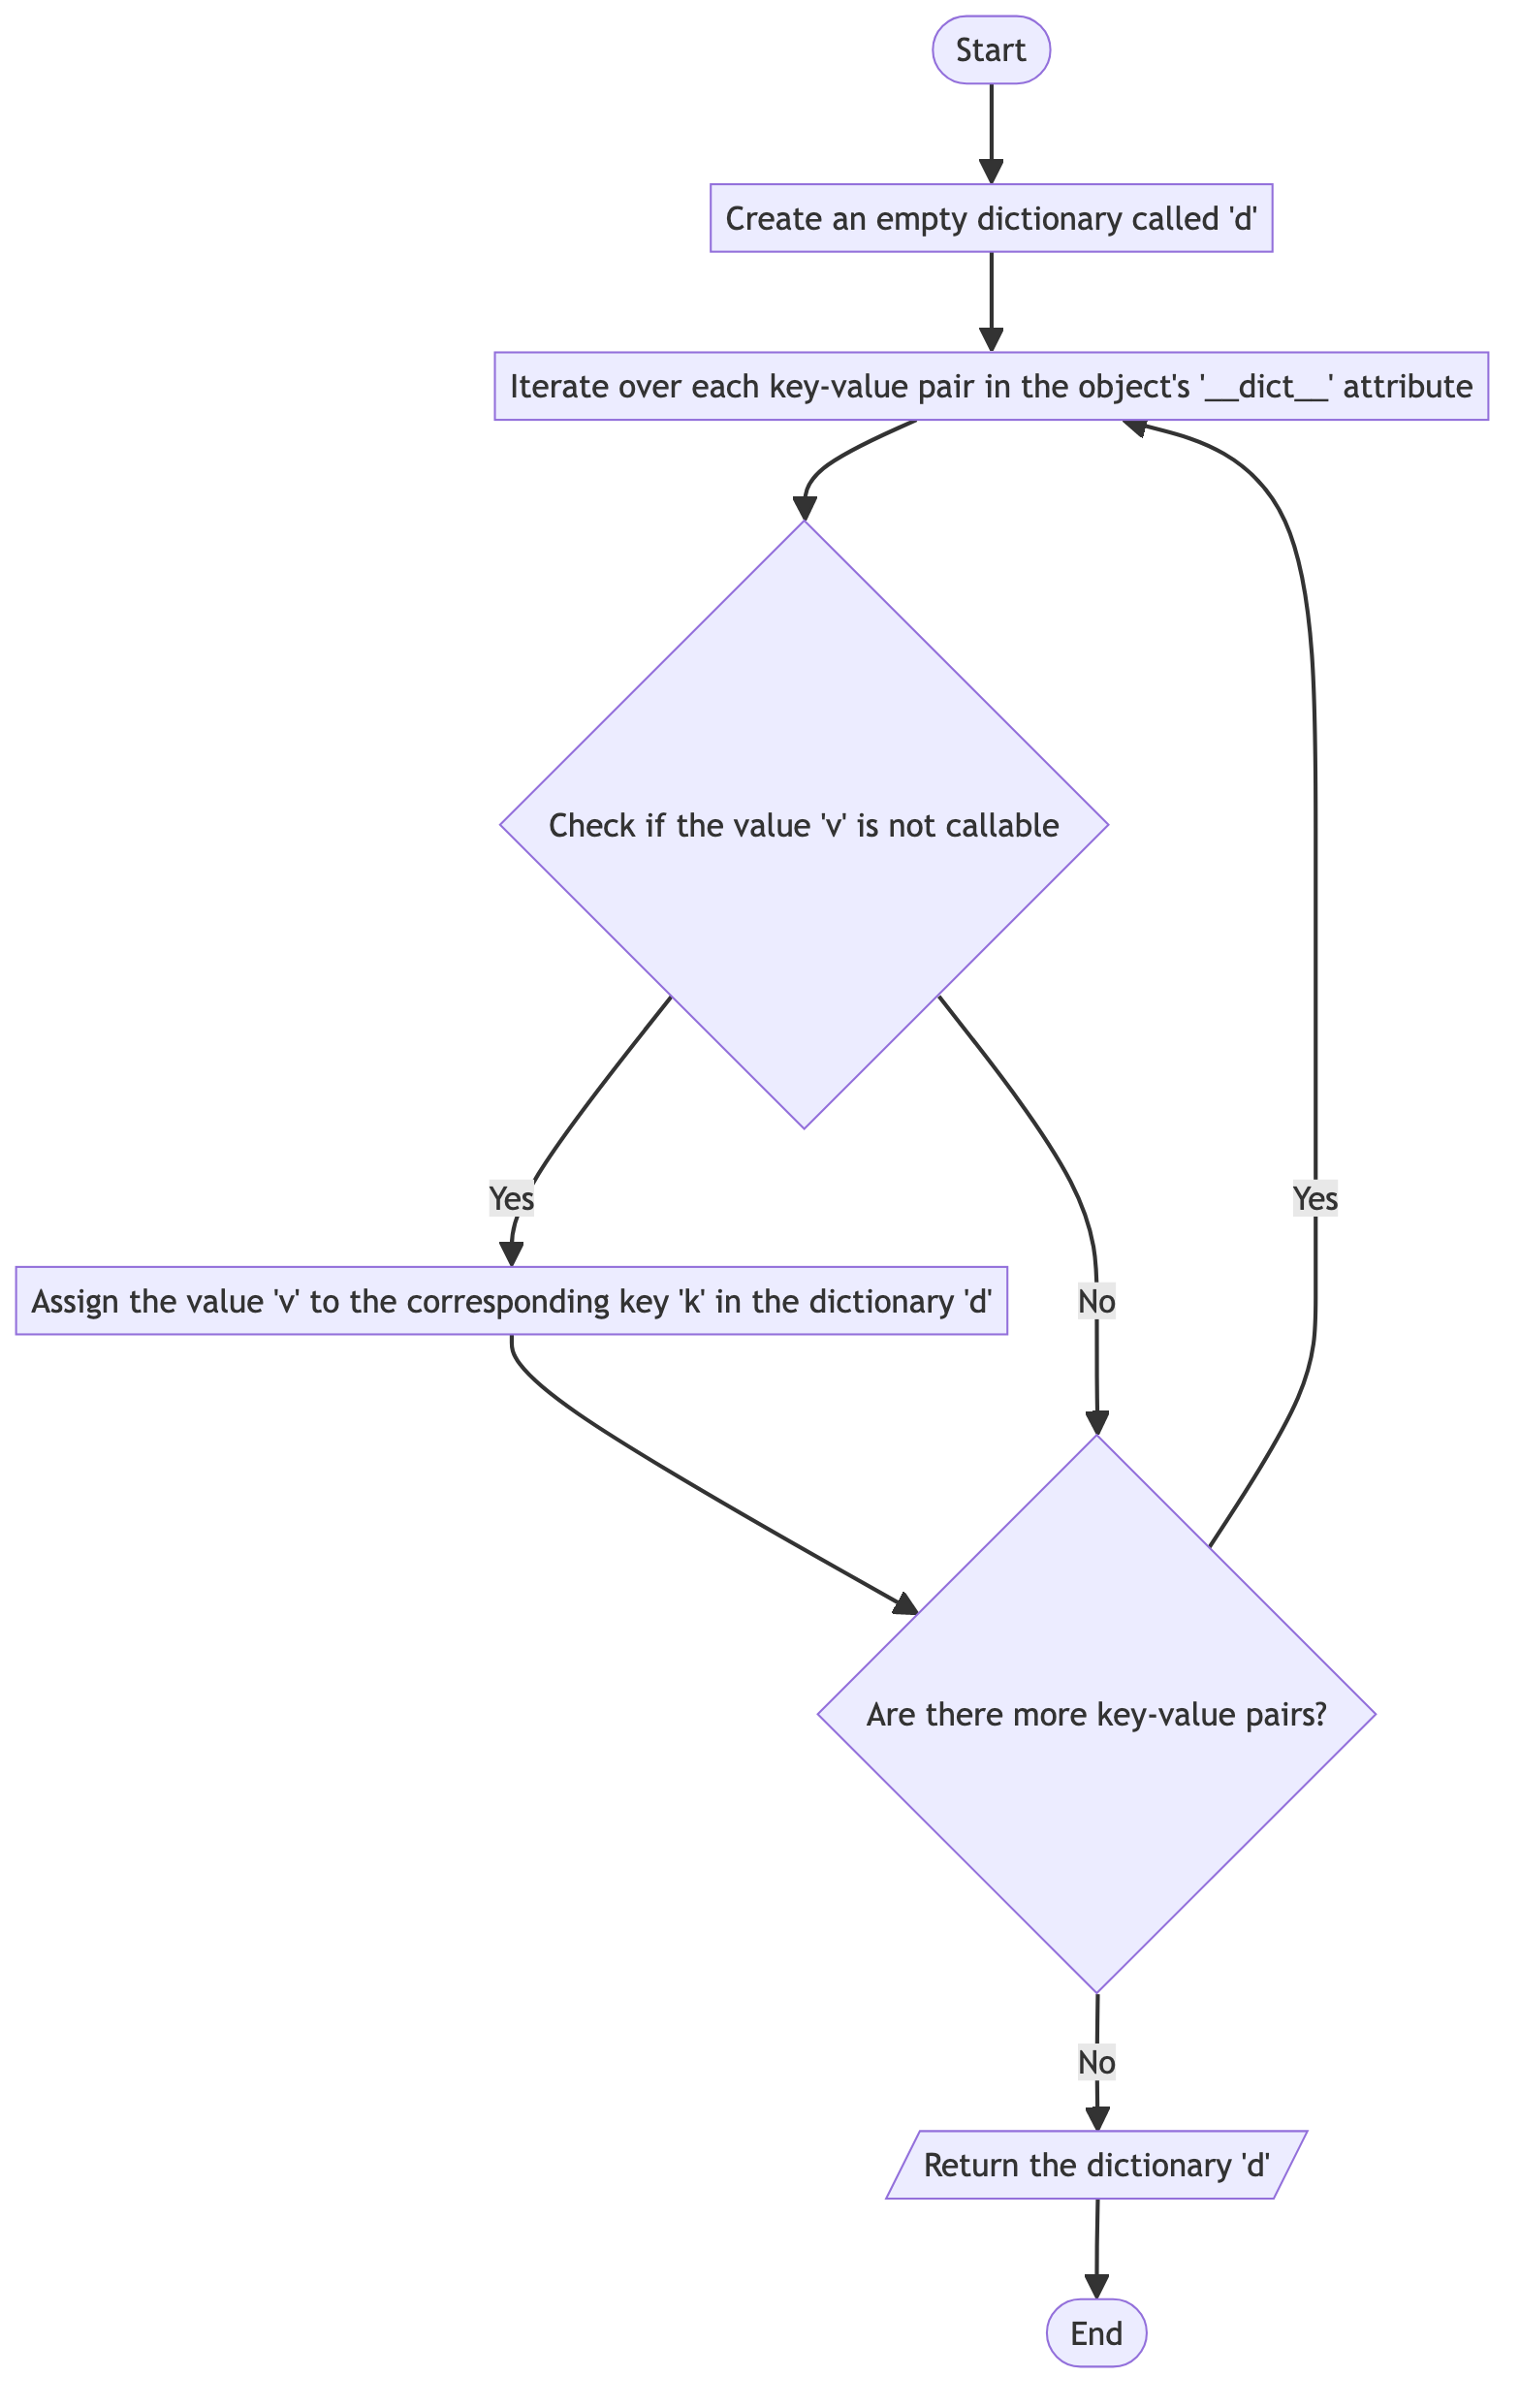 Start
Create an empty dictionary called 'd'
Iterate over each key-value pair in the object's '__dict__' attribute
Check if the value 'v' is not callable
Yes
Yes
Assign the value 'v' to the corresponding key 'k' in the dictionary 'd'
No
Are there more key-value pairs?
No
Return the dictionary 'd'
End